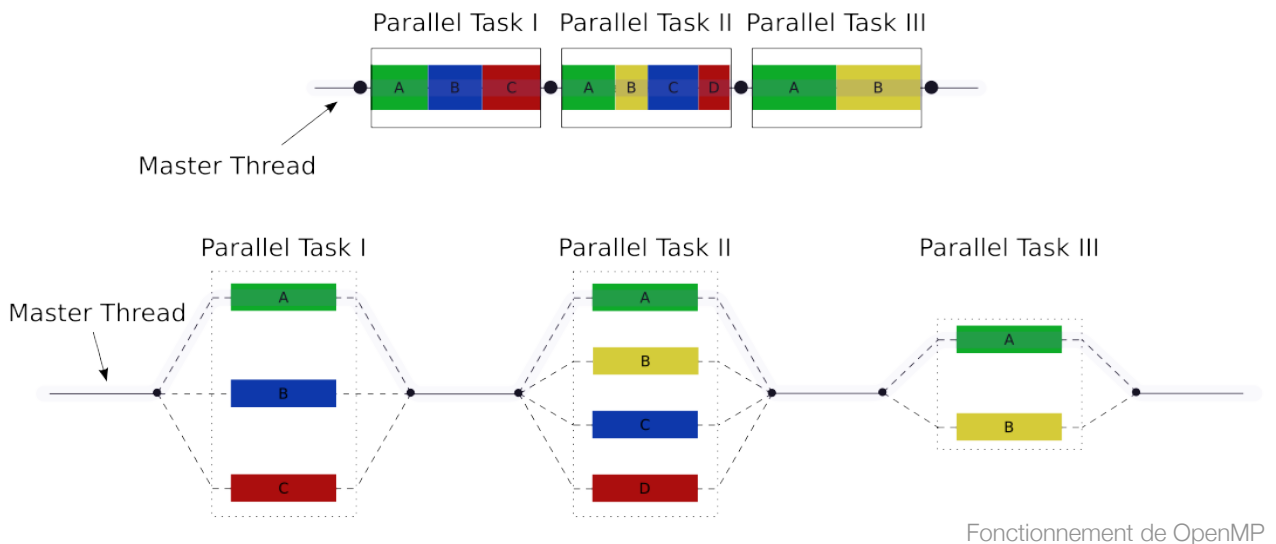 Parallel Task I Parallel Task II Parallel Task III
A B C A B C D A B
Master Thread
Parallel Task I Parallel Task II Parallel Task III
A A
Master Thread
A
B
B
C
B
C D
Fonctionnement de OpenMP